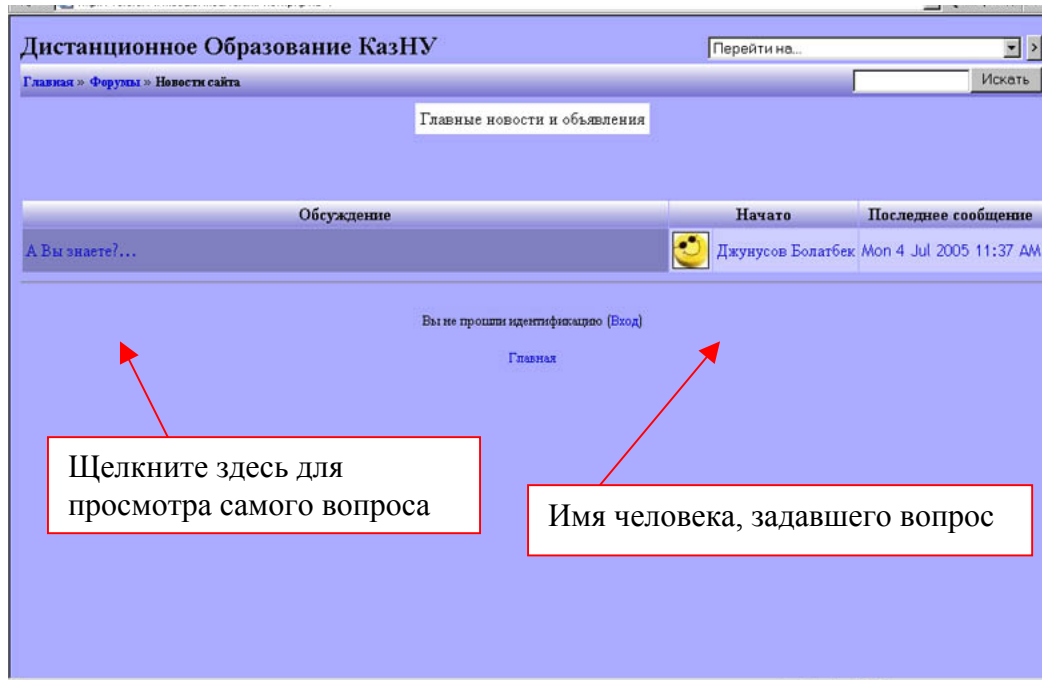 Дистанционное Образование КазНУ
Перейти на...
Главная » Форумы » Новости сайта
Искать
Главные новости и объявления
Обсуждение Начато Последнее сообщение
А Вы знаете?... Джунусов Болатбек Mon 4 Jul 2005 11:37 AM
Вы не прошли идентификацию (Вход)
Главная
Щелкните здесь для
просмотра самого вопроса
Имя человека, задавшего вопрос